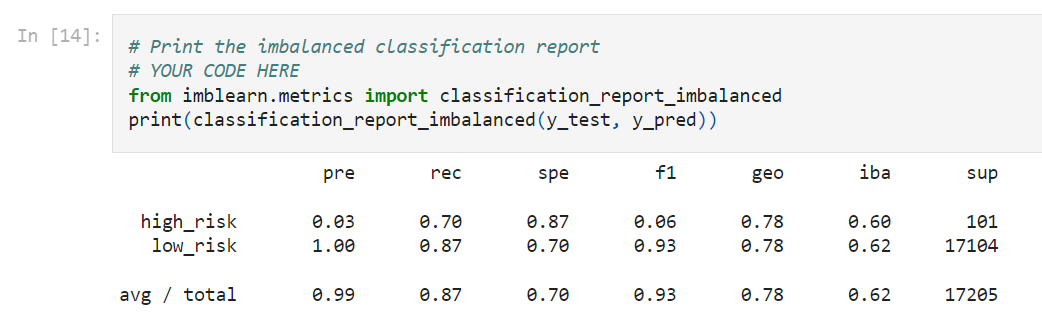 In [14]:
# Print the imbalanced classification report
# YOUR CODE HERE
from imblearn.metrics import classification_report_imbalanced
print(classification_report_imbalanced(y_test, y_pred))
pre rec spe f1 geo iba sup
high_risk 0.03 0.70 0.87 0.06 0.78 0.60 101
low_risk 1.00 0.87 0.70 0.93 0.78 0.62 17104
avg / total 0.99 0.87 0.70 0.93 0.78 0.62 17205